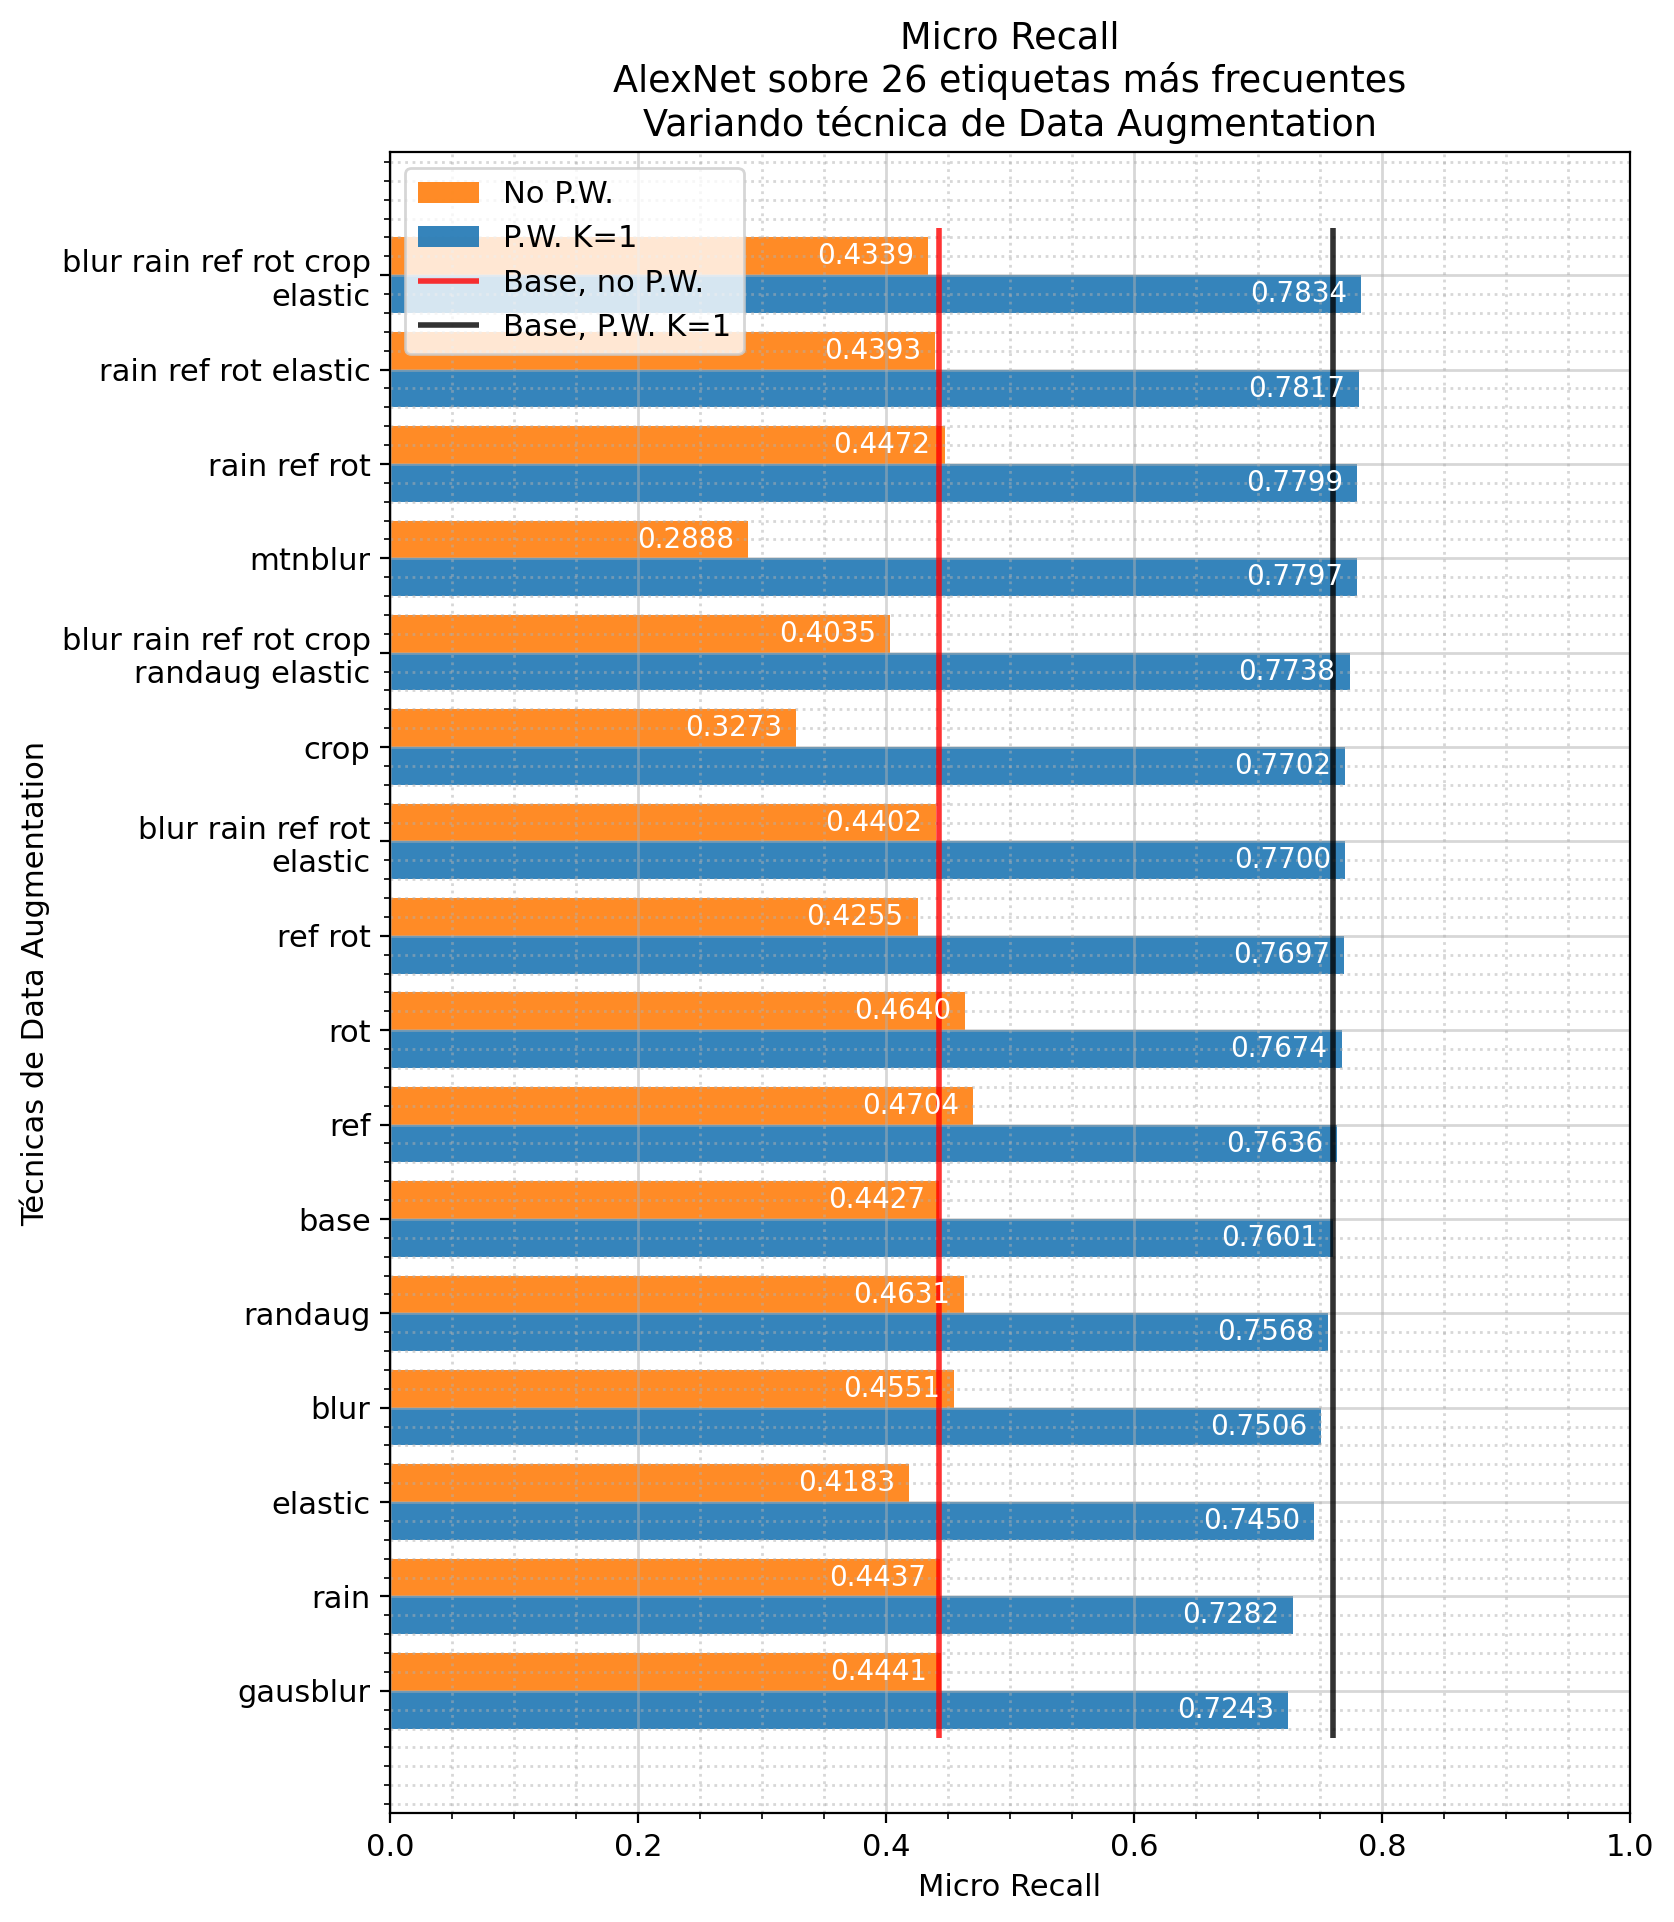 Micro Recall
AlexNet sobre 26 etiquetas más frecuentes
Variando técnica de Data Augmentation
No P.W.
P.W. K=1
Base, no P.W.
Base, P.W. K=1
Técnicas de Data Augmentation
blur rain ref rot crop
elastic
0.4339
0.7834
rain ref rot elastic
0.4393
0.7817
rain ref rot
0.4472
0.7799
mtnblur
0.2888
0.7797
blur rain ref rot crop
randaug elastic
0.4035
0.7738
crop
0.3273
0.7702
blur rain ref rot
elastic
0.4402
0.7700
ref rot
0.4255
0.7697
rot
0.4640
0.7674
ref
0.4704
0.7636
base
0.4427
0.7601
randaug
0.4631
0.7568
blur
0.4551
0.7506
elastic
0.4183
0.7450
rain
0.4437
0.7282
gausblur
0.4441
0.7243
0.0 0.2 0.4 0.6 0.8 1.0
Micro Recall